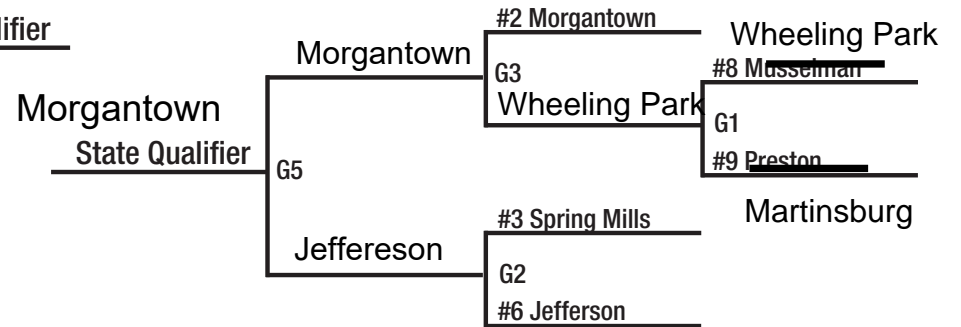 lifier
#2 Morgantown
Wheeling Park
Morgantown
G3
#8 Musselman
Wheeling Park
Morgantown
G1
State Qualifier
G5
#9 Preston
Martinsburg
#3 Spring Mills
Jeffereson
G2
#6 Jefferson